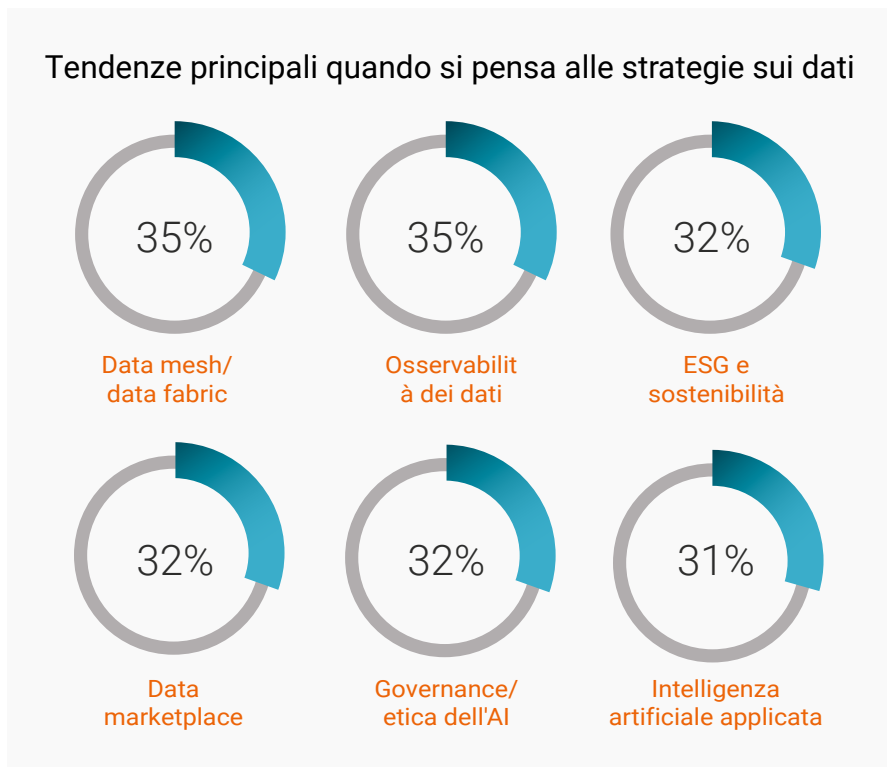 Tendenze principali quando si pensa alle strategie sui dati
35%
35%
32%
Data mesh/
data fabric
Osservabilit
à dei dati
ESG e
sostenibilità
32%
32%
31%
Data
marketplace
Governance/
etica dell'AI
Intelligenza
artificiale applicata